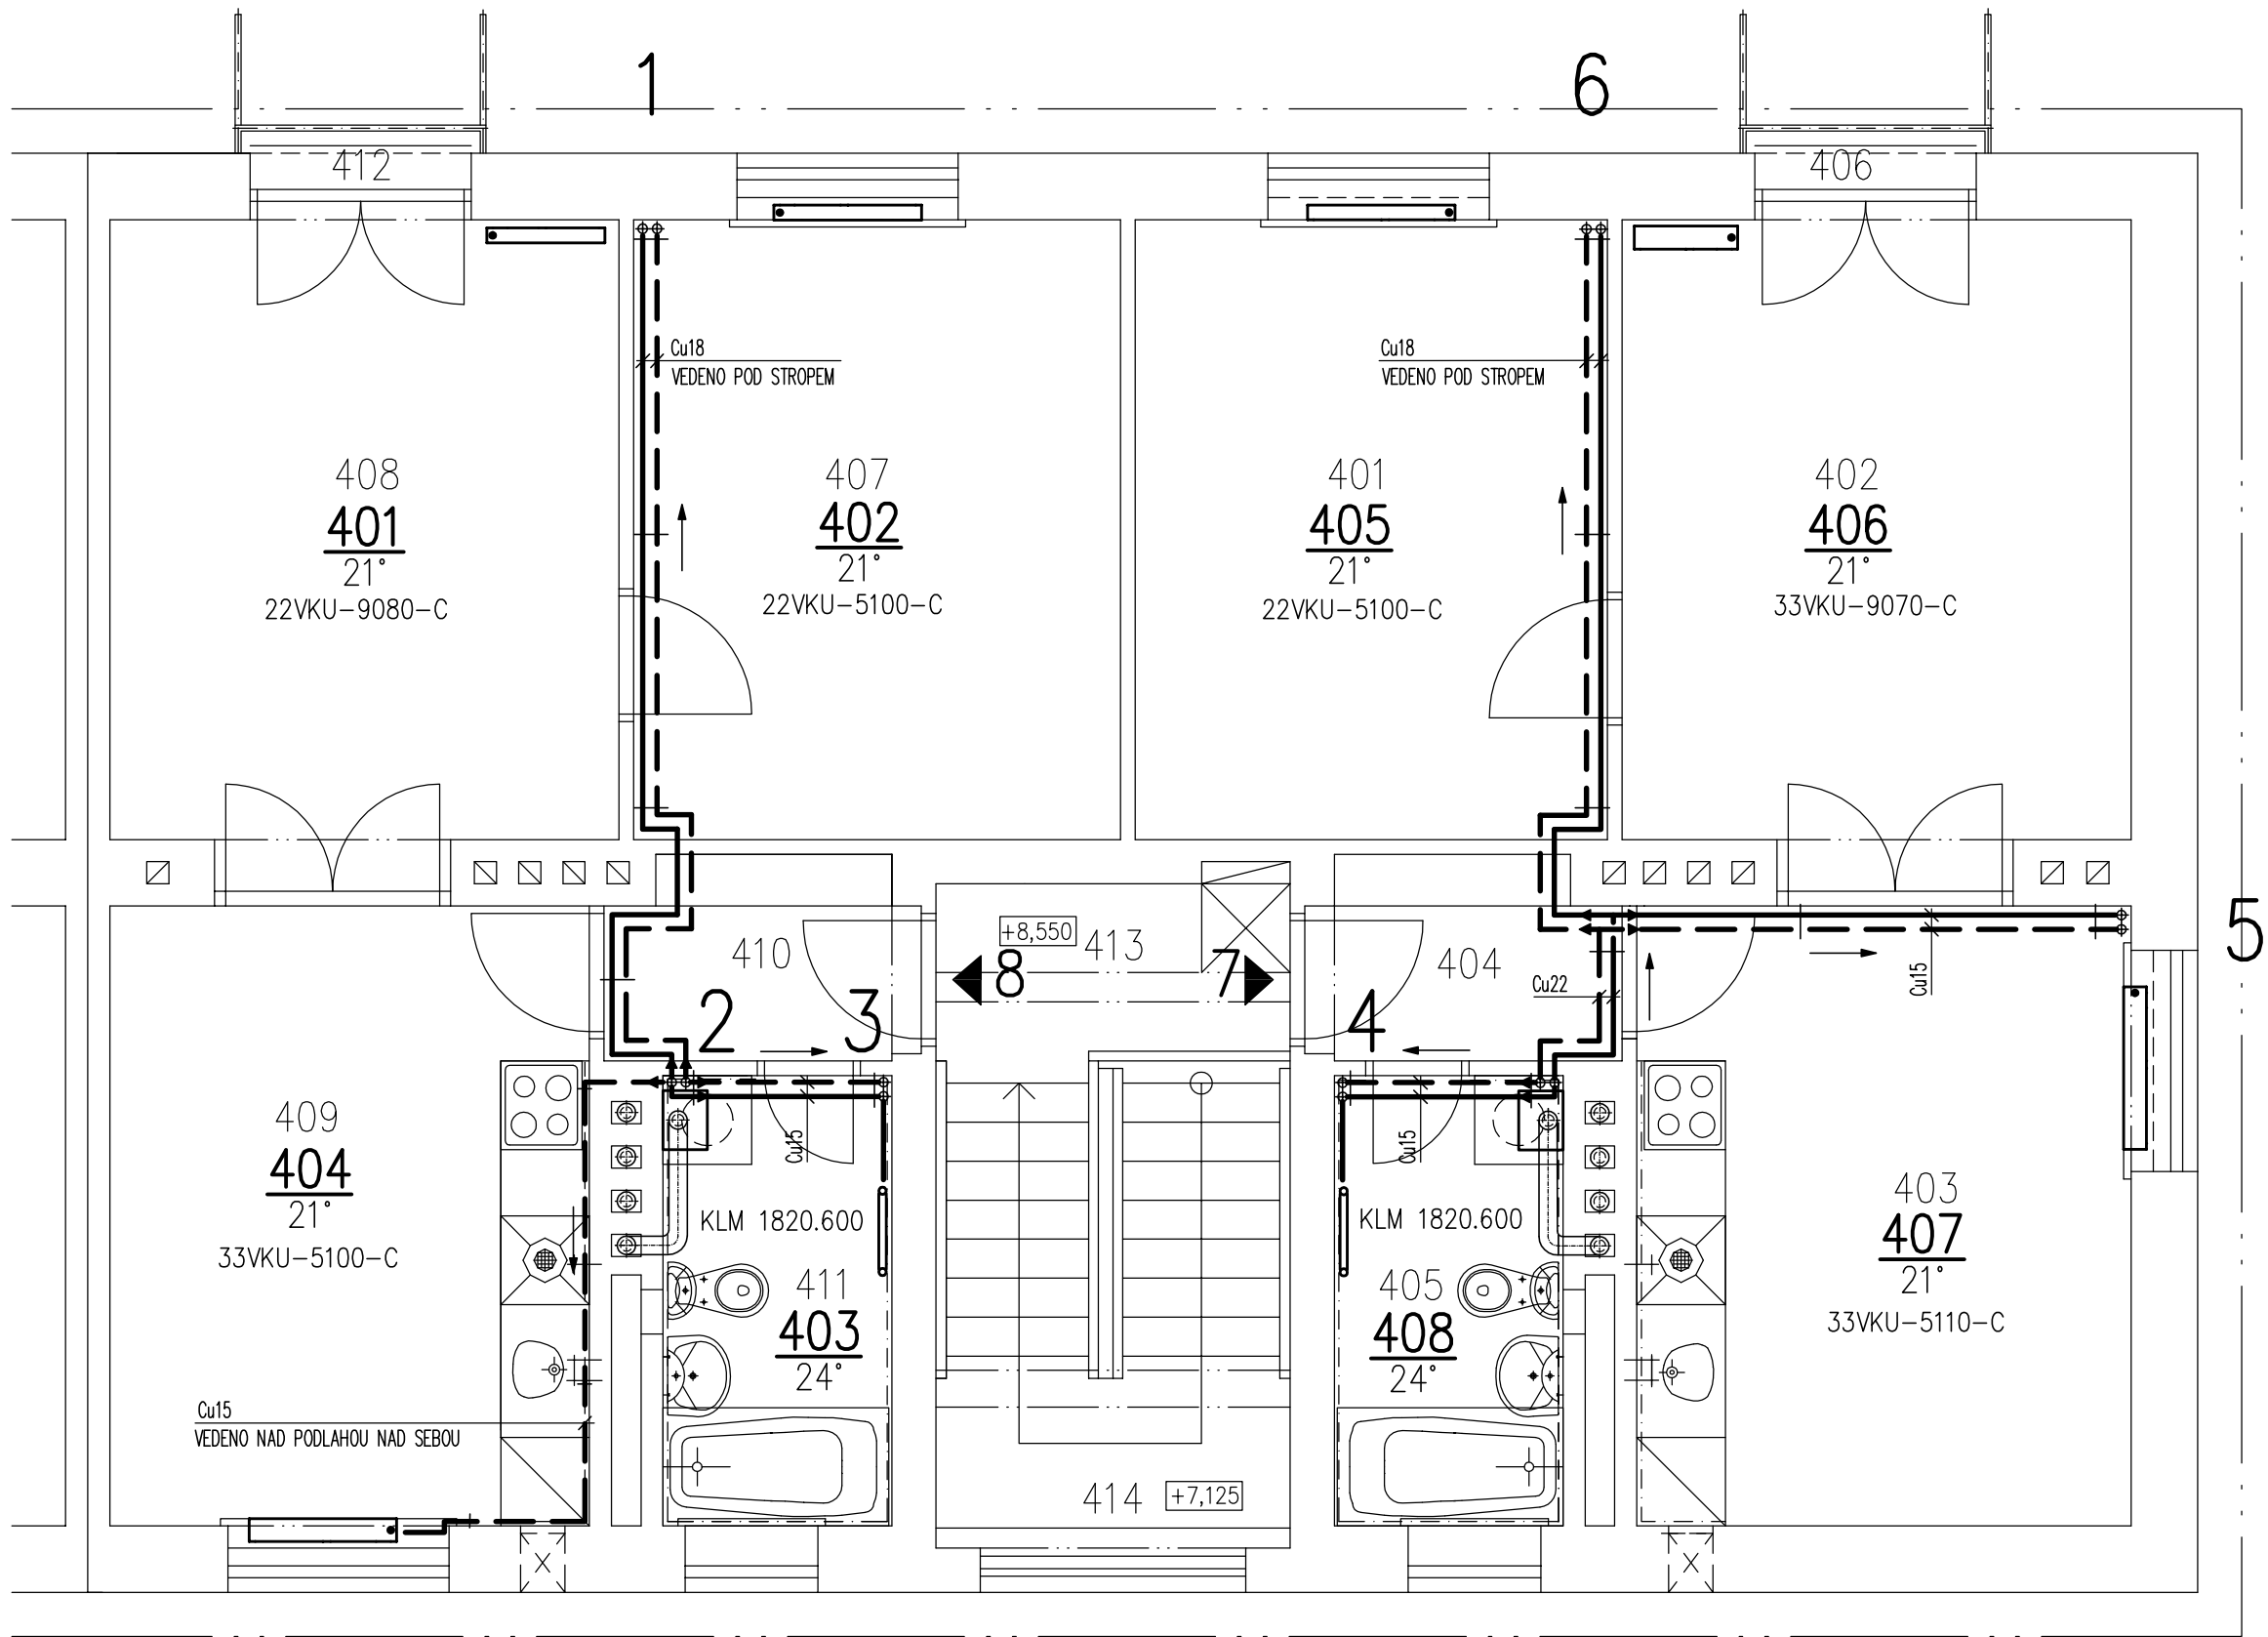 1
6
412
406
Cu18
VEDENO POD STROPEM
Cu18
VEDENO POD STROPEM
408
401
21°
22VKU-9080-C
407
402
21°
22VKU-5100-C
401
405
21°
22VKU-5100-C
402
406
21°
33VKU-9070-C
5
410
+8,550
413
8
7
404
Cu22
Cu15
2
3
4
409
404
21°
33VKU-5100-C
Cu15
KLM 1820.600
411
403
24°
Cu15
KLM 1820.600
405
408
24°
403
407
21°
33VKU-5110-C
Cu15
VEDENO NAD PODLAHOU NAD SEBOU
414
+7,125
X
X